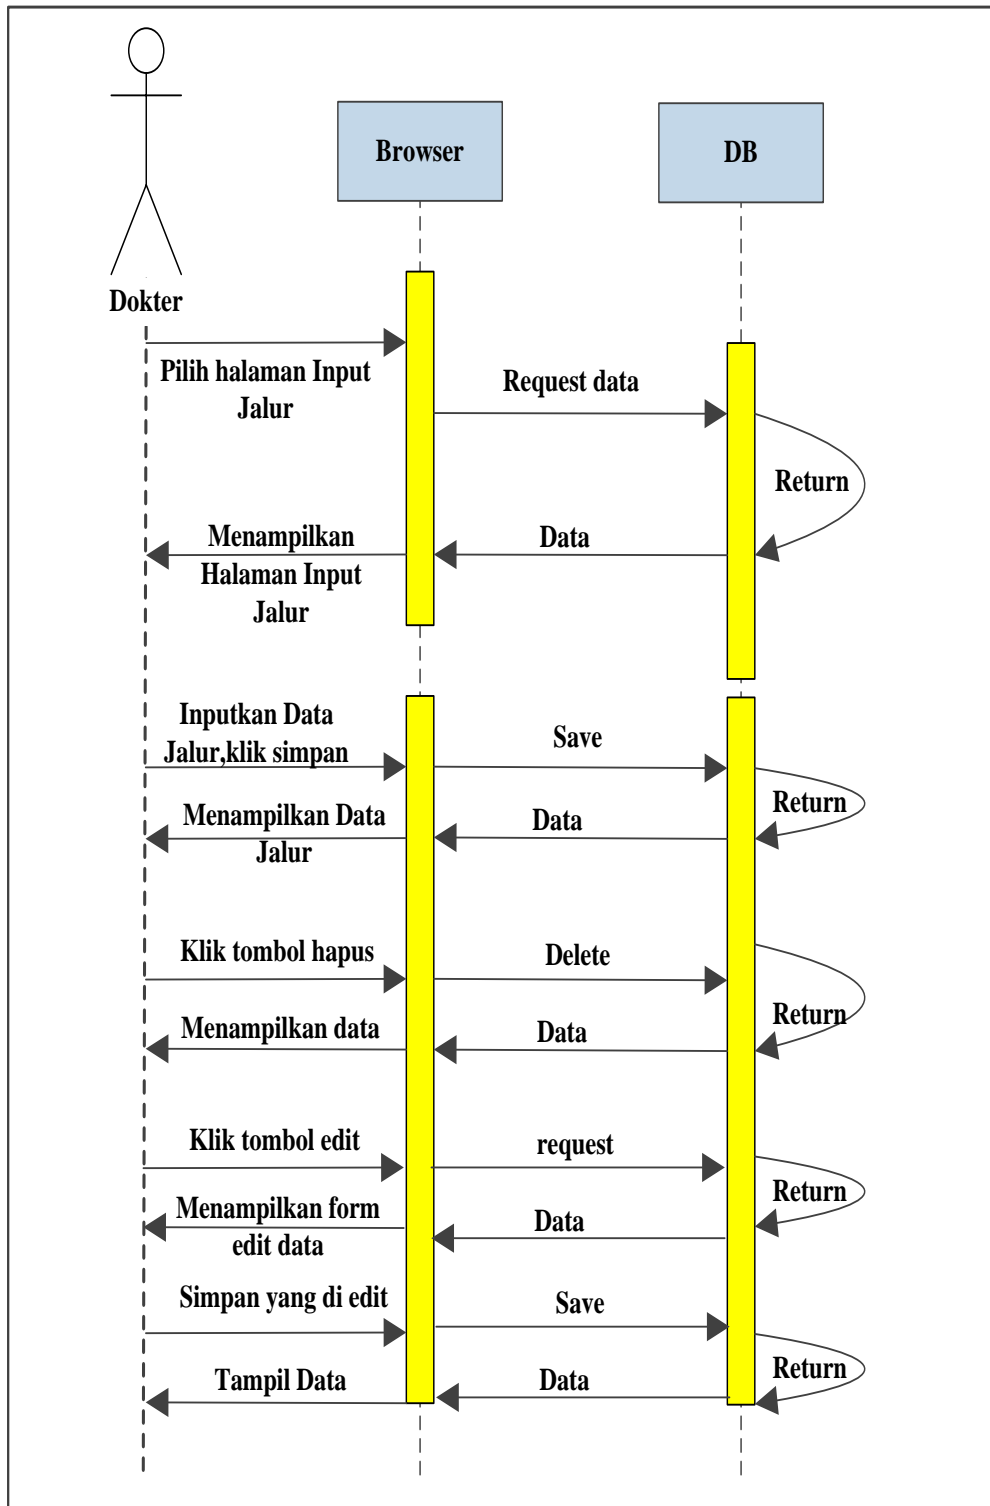 Browser
DB
Dokter
Pilih halaman Input
Jalur
Request data
Return
Menampilkan
Halaman Input
Jalur
Data
Inputkan Data
Jalur,klik simpan
Save
Return
Menampilkan Data
Jalur
Data
Klik tombol hapus
Delete
Return
Menampilkan data
Data
Klik tombol edit
request
Return
Menampilkan form
edit data
Data
Simpan yang di edit
Save
Return
Tampil Data
Data